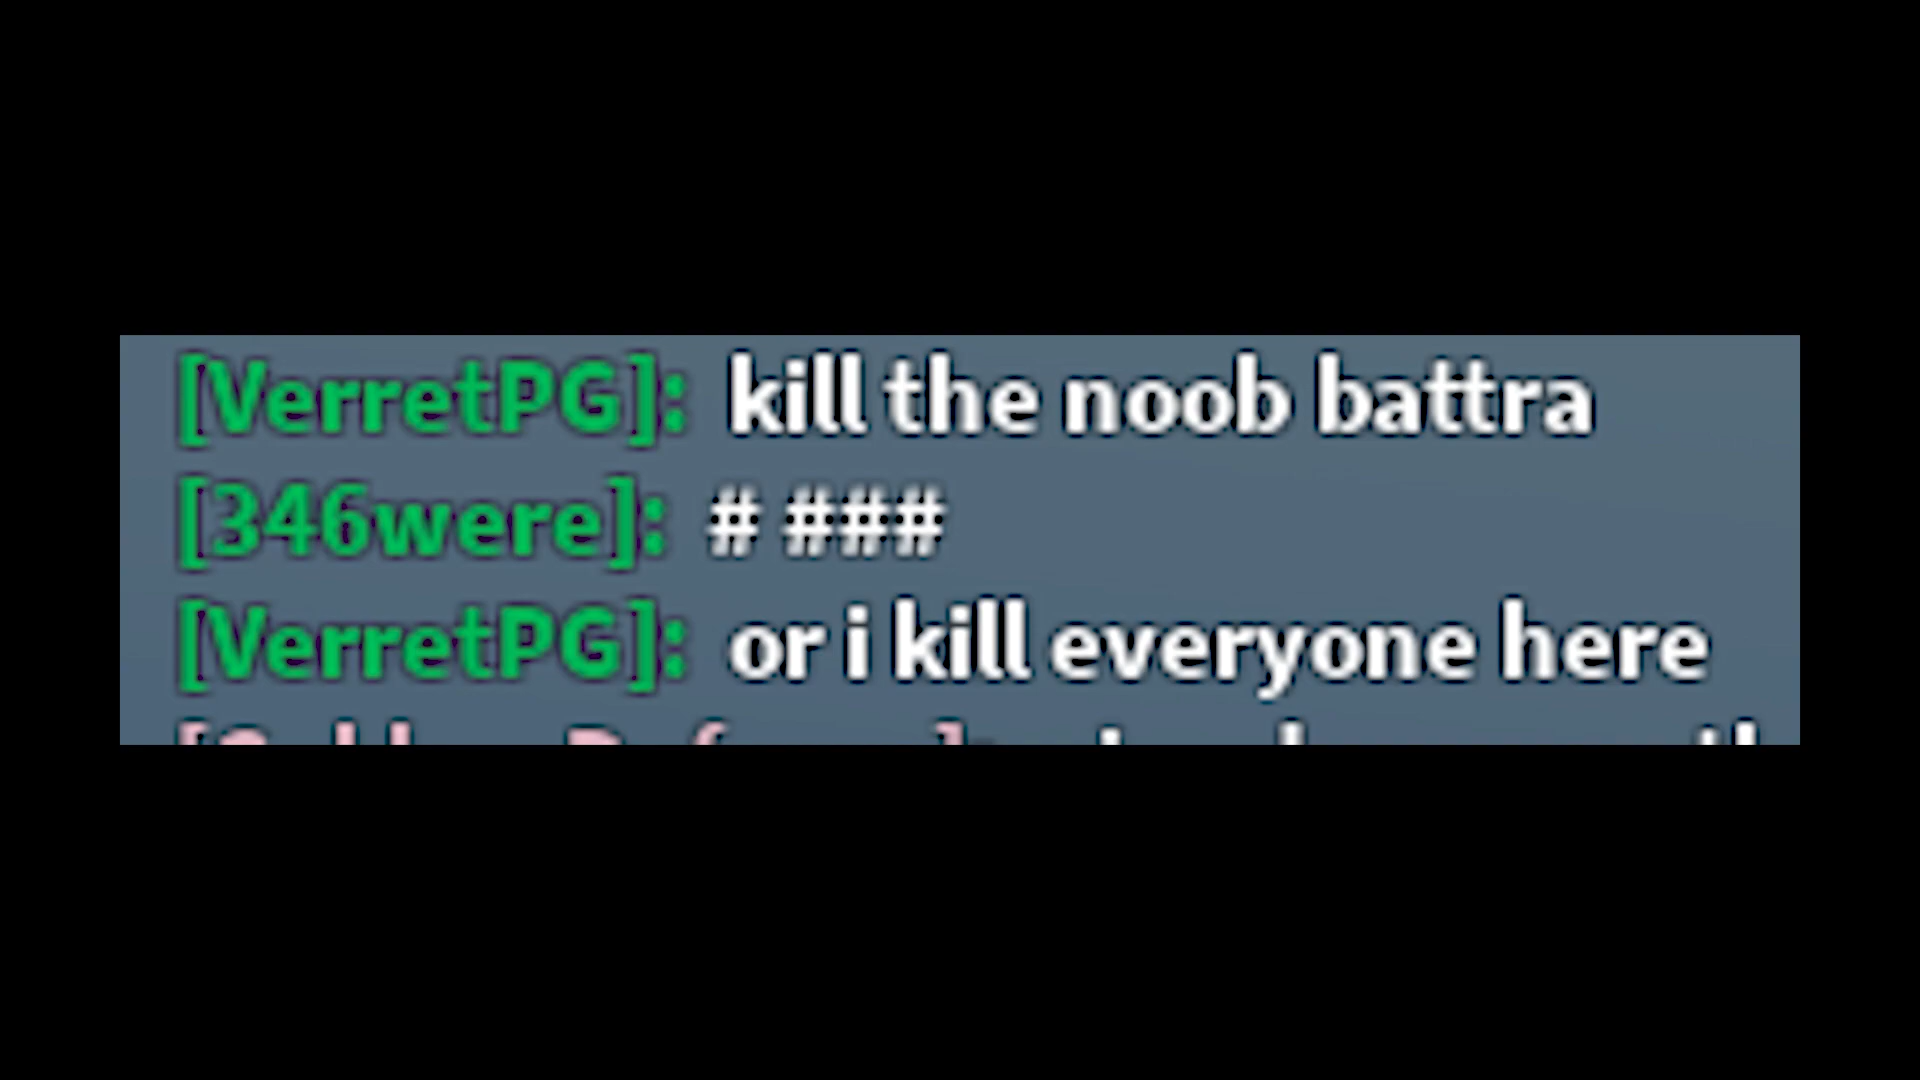 [VerretPG]: kill the noob battra
[346were]: # ###
[VerretPG]: or i kill everyone here